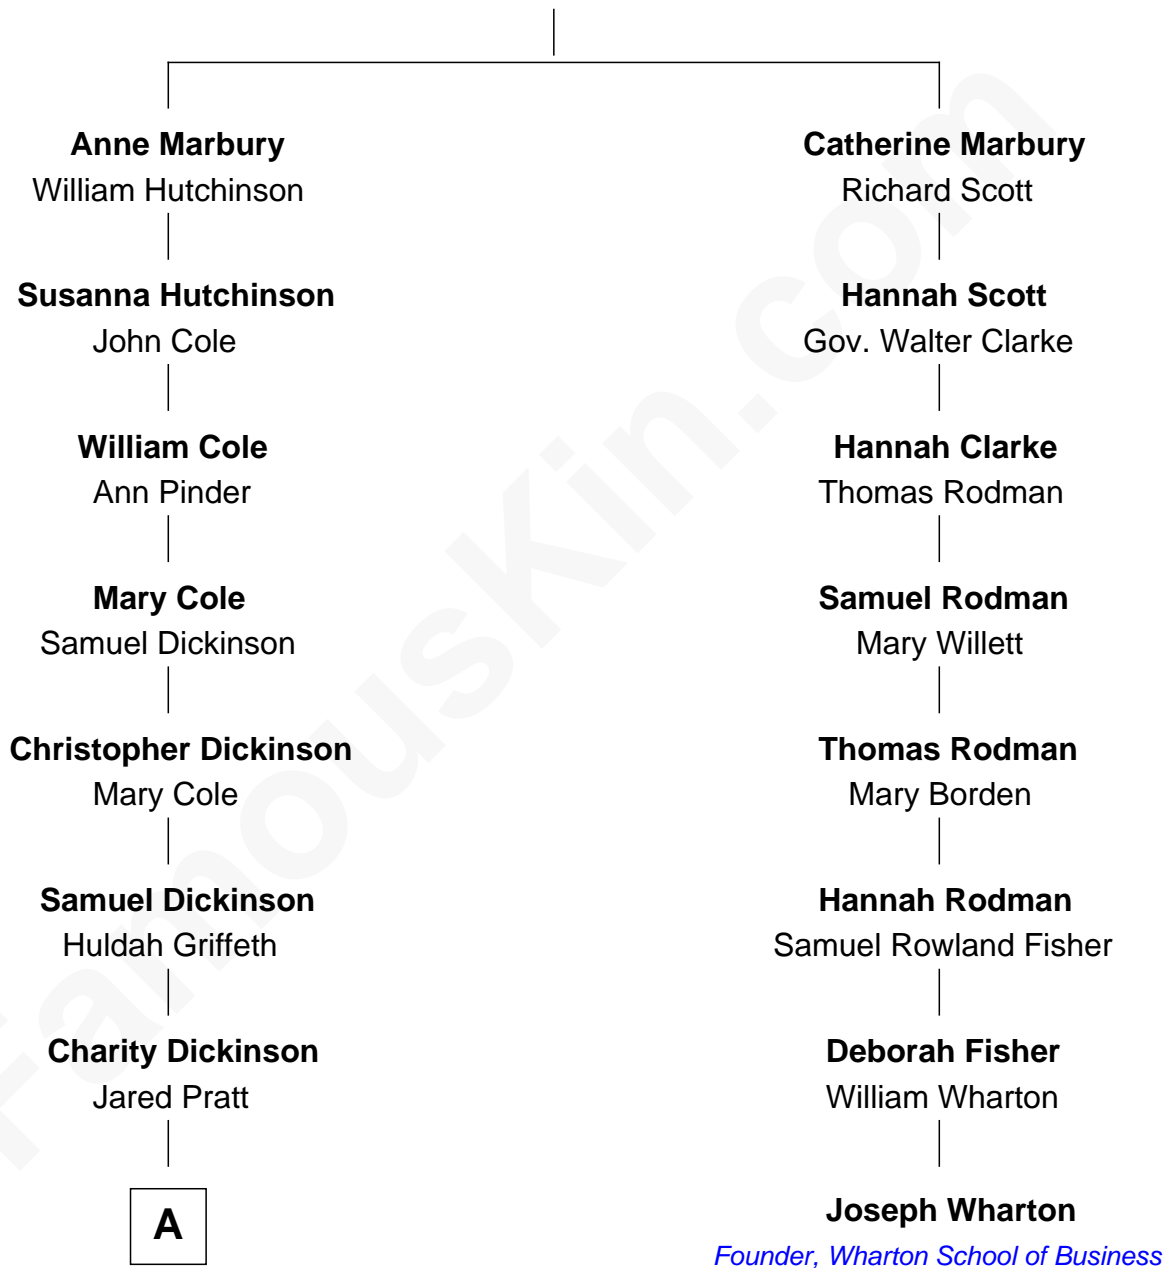 Anne Marbury
William Hutchinson
Susanna Hutchinson
John Cole
William Cole
Ann Pinder
Mary Cole
Samuel Dickinson
Christopher Dickinson
Mary Cole
Samuel Dickinson
Huldah Griffeth
Charity Dickinson
Jared Pratt
A
Catherine Marbury
Richard Scott
Hannah Scott
Gov. Walter Clarke
Hannah Clarke
Thomas Rodman
Samuel Rodman
Mary Willett
Thomas Rodman
Mary Borden
Hannah Rodman
Samuel Rowland Fisher
Deborah Fisher
William Wharton
Joseph Wharton
Founder, Wharton School of Business
FamousKin.com